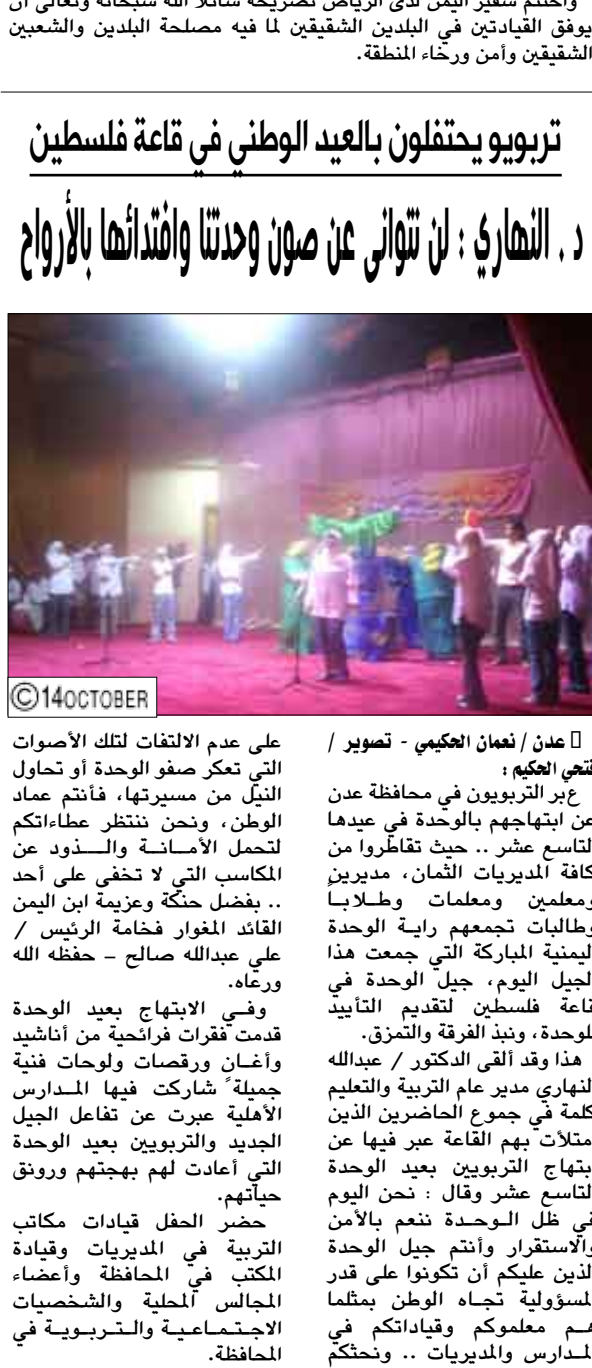 واختتم سفير اليمن لدى الرياض تصريحه سائلا الله سبحانه وتعالى أن
يوفق القيادتين في البلدين الشقيقين لما فيه مصلحة البلدين والشعبين
الشقيقين وأمن ورخاء المنطقة.
تربويو يحتفلون بالعيد الوطني في قاعة فلسطين
د . النهاري : لن نتوانى عن صون وحدتنا وافتدائها بالأرواح
©14OCTOBER
عدن / نعمان الحكيمي - تصوير /
فتحي الحكيم :
عبر التربويون في محافظة عدن
عن ابتهاجهم بالوحدة في عيدها
التاسع عشر .. حيث تقاطروا من
كافة المديريات الثمان، مديرين
ومعلمين ومعلمات وطلاباً
وطالبات تجمعهم راية الوحدة
اليمنية المباركة التي جمعت هذا
الجيل اليوم، جيل الوحدة في
قاعة فلسطين لتقديم التأييد
للوحدة، ونبذ الفرقة والتمزق.
هذا وقد ألقى الدكتور / عبدالله
النهاري مدير عام التربية والتعليم
كلمة في جموع الحاضرين الذين
امتلأت بهم القاعة عبر فيها عن
ابتهاج التربويين بعيد الوحدة
التاسع عشر وقال : نحن اليوم
في ظل الوحدة ننعم بالأمن
والاستقرار وأنتم جيل الوحدة
الذين عليكم أن تكونوا على قدر
المسؤولية تجاه الوطن بمثلما
هم معلموكم وقياداتكم في
المدارس والمديريات .. ونحثكم
على عدم الالتفات لتلك الأصوات
التي تعكر صفو الوحدة أو تحاول
النيل من مسيرتها، فأنتم عماد
الوطن، ونحن ننتظر عطاءاتكم
لتحمل الأمانة والذود عن
المكاسب التي لا تخفى على أحد
.. بفضل حنكة وعزيمة ابن اليمن
القائد المغوار فخامة الرئيس /
علي عبدالله صالح – حفظه الله
ورعاه.
وفي الابتهاج بعيد الوحدة
قدمت فقرات فرائحية من أناشيد
وأغان ورقصات ولوحات فنية
جميلة ً شاركت فيها المدارس
الأهلية عبرت عن تفاعل الجيل
الجديد والتربويين بعيد الوحدة
التي أعادت لهم بهجتهم ورونق
حياتهم.
حضر الحفل قيادات مكاتب
التربية في المديريات وقيادة
المكتب في المحافظة وأعضاء
المجالس المحلية والشخصيات
الاجتماعية والتربوية في
المحافظة.